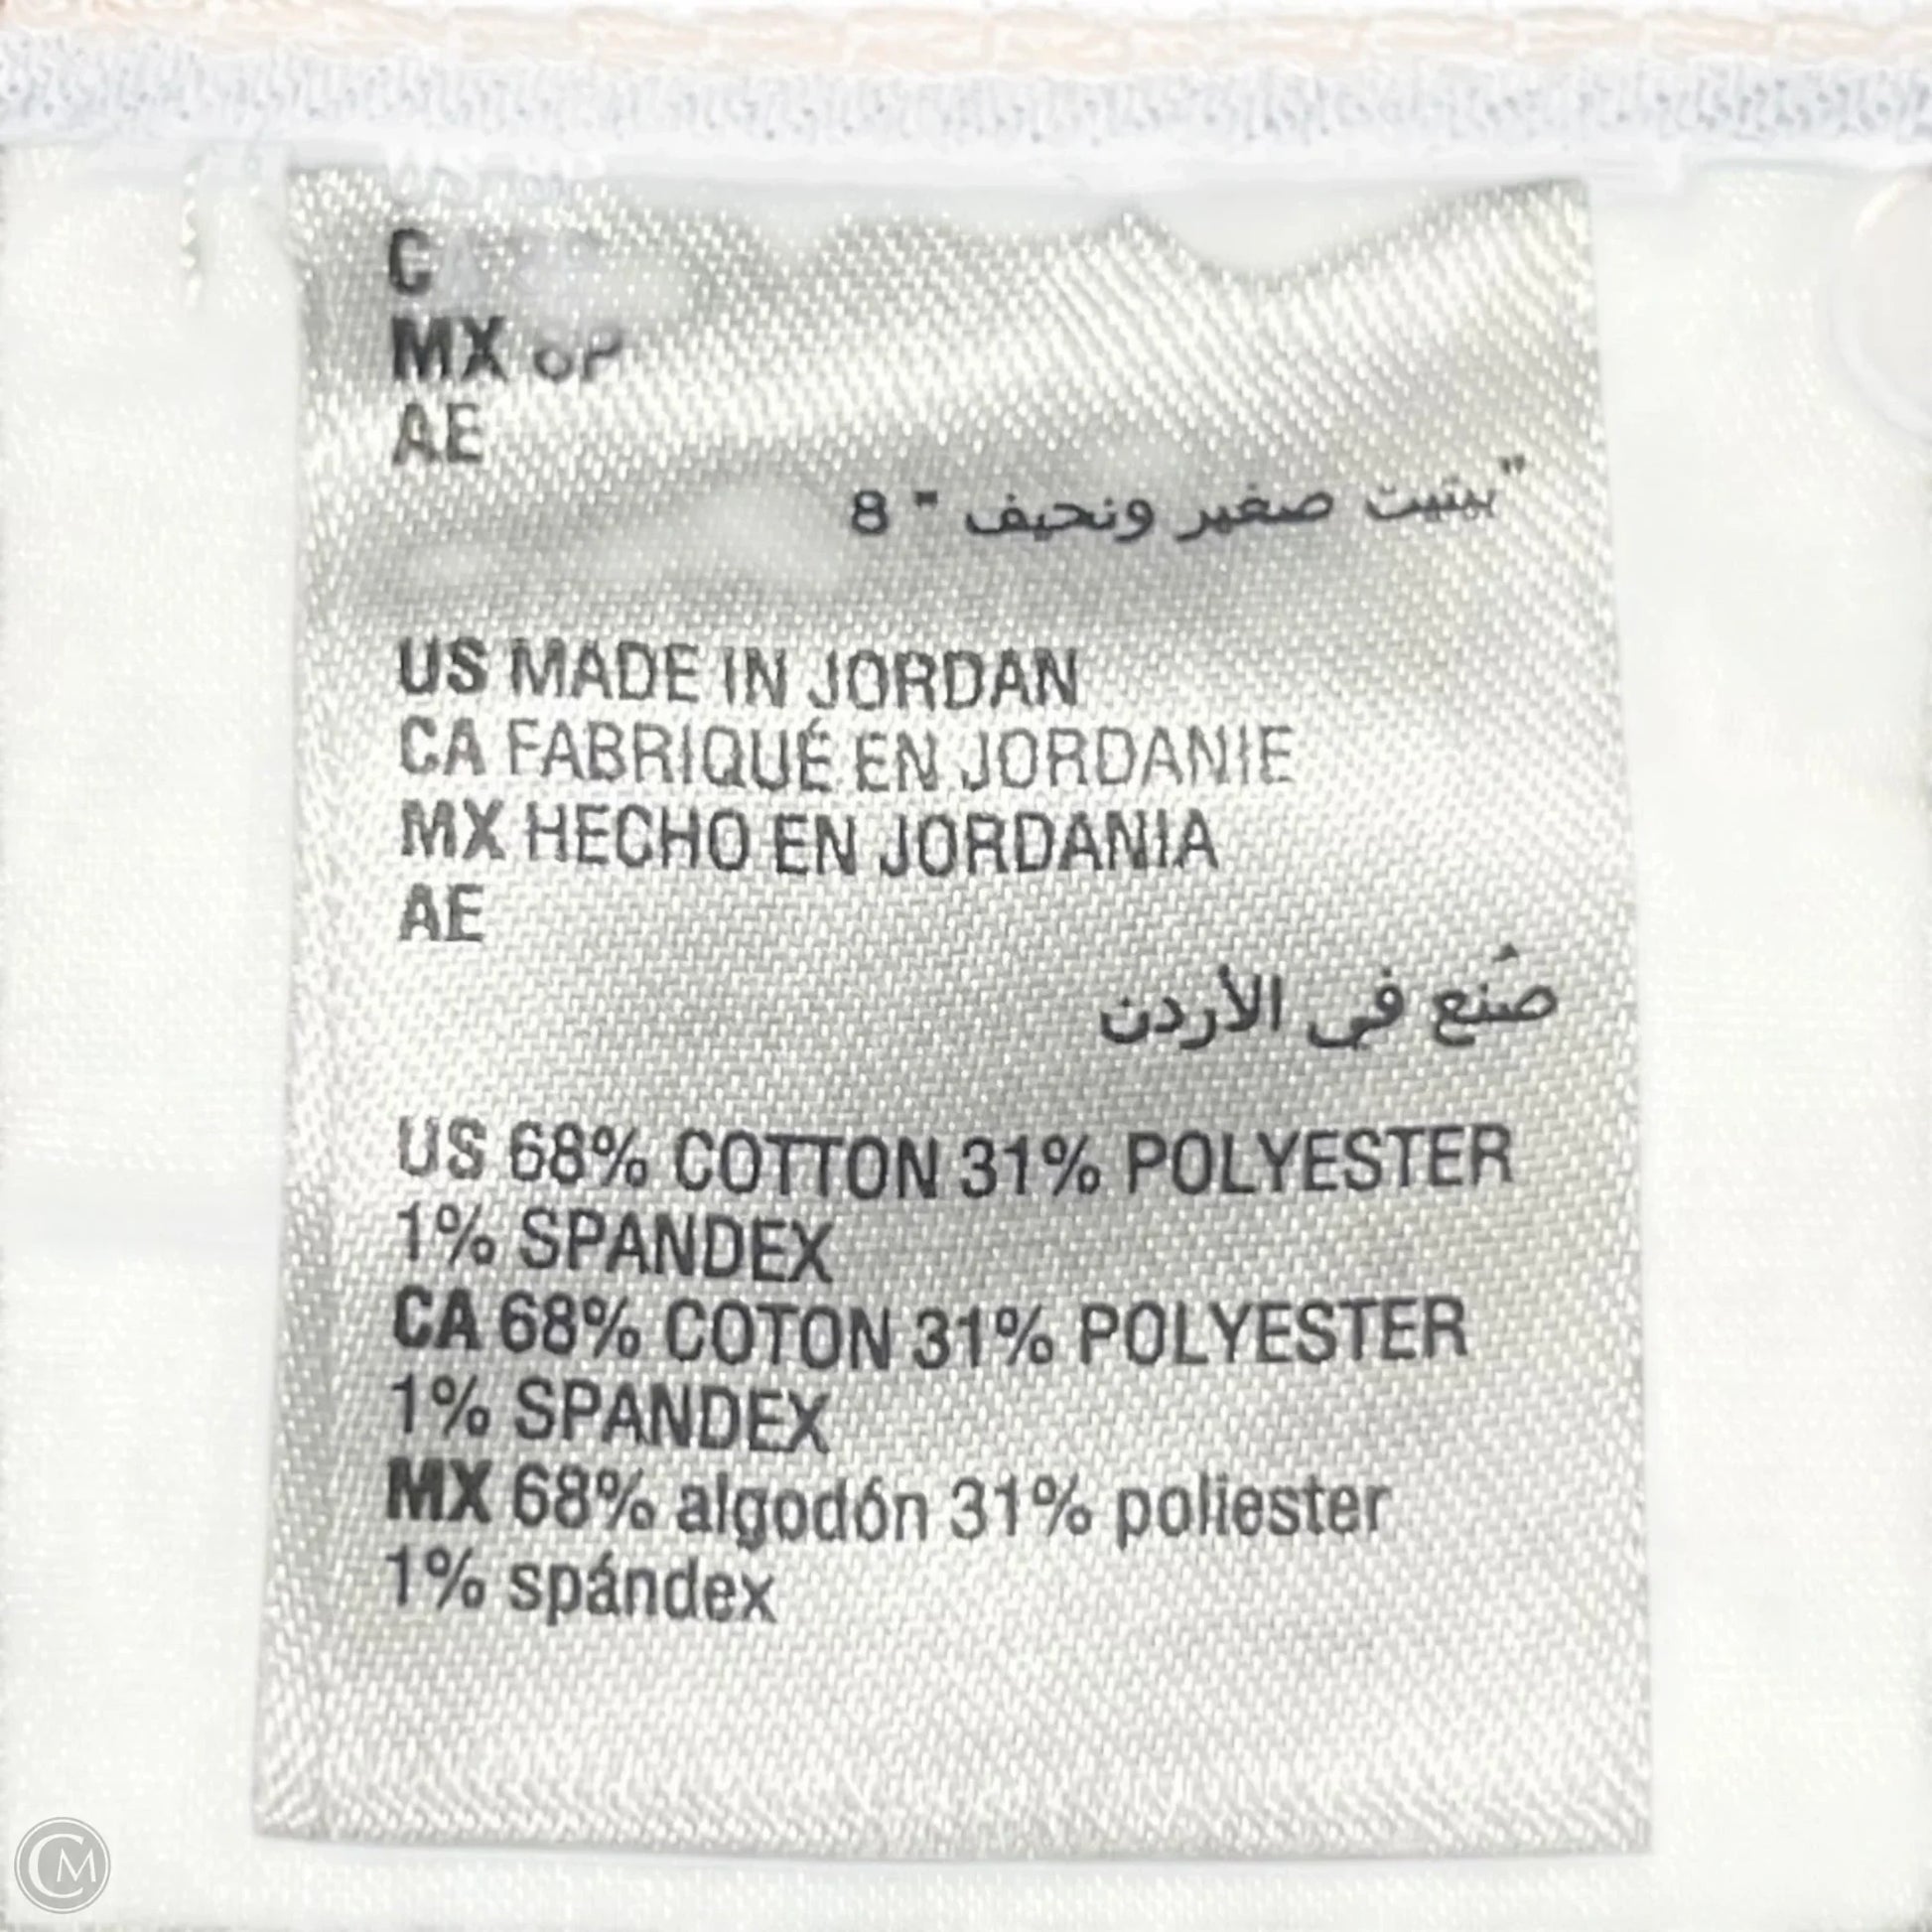 C
MX
AE
"بيتيت صغير ونحيف " 8
US MADE IN JORDAN
CA FABRIQUÉ EN JORDANIE
MX HECHO EN JORDANIA
AE
صُنع في الأردن
US 68% COTTON 31% POLYESTER
1% SPANDEX
CA 68% COTON 31% POLYESTER
1% SPANDEX
MX 68% algodón 31% poliester
1% spándex
CM